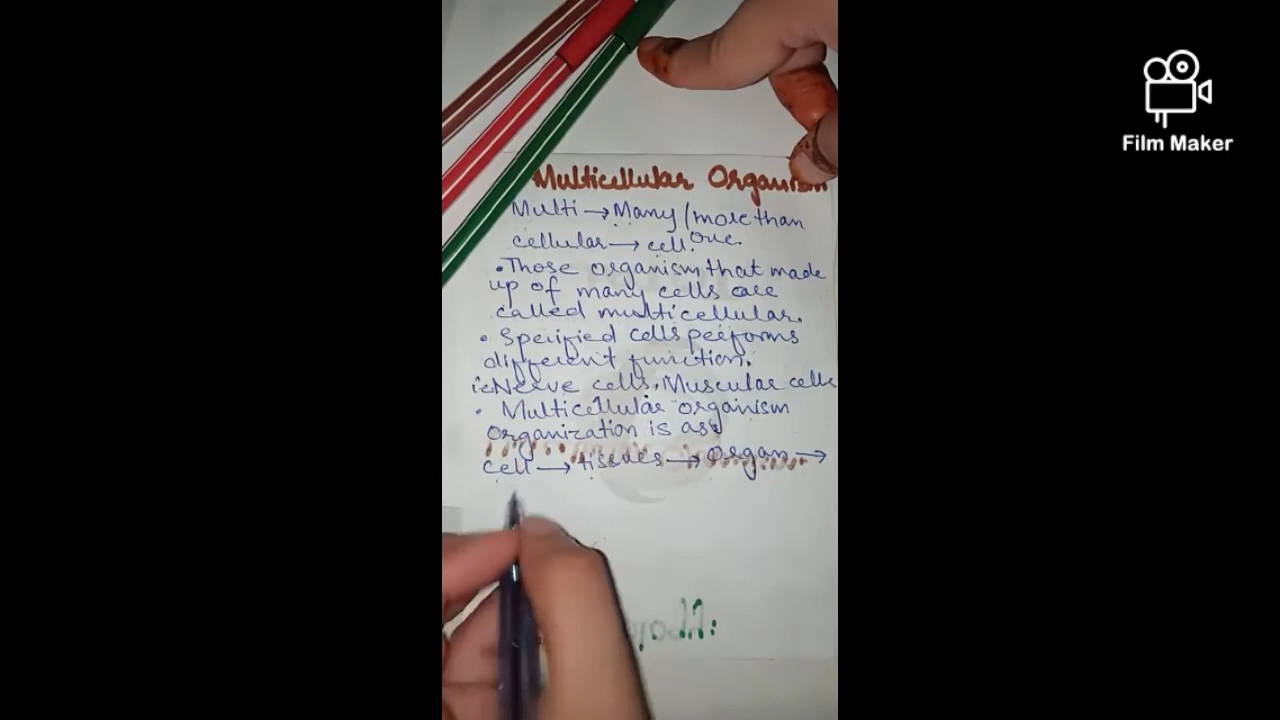 Multicellular Organism
Multi → Many (more than
cellular → cell. One.
• Those organism that made
up of many cells are
called multicellular.
• Specified cells performs
different function.
i.e Nerve cells, Muscular cells
• Multicellular organism
organization is as:
cell → tissues → Organ →
Film Maker